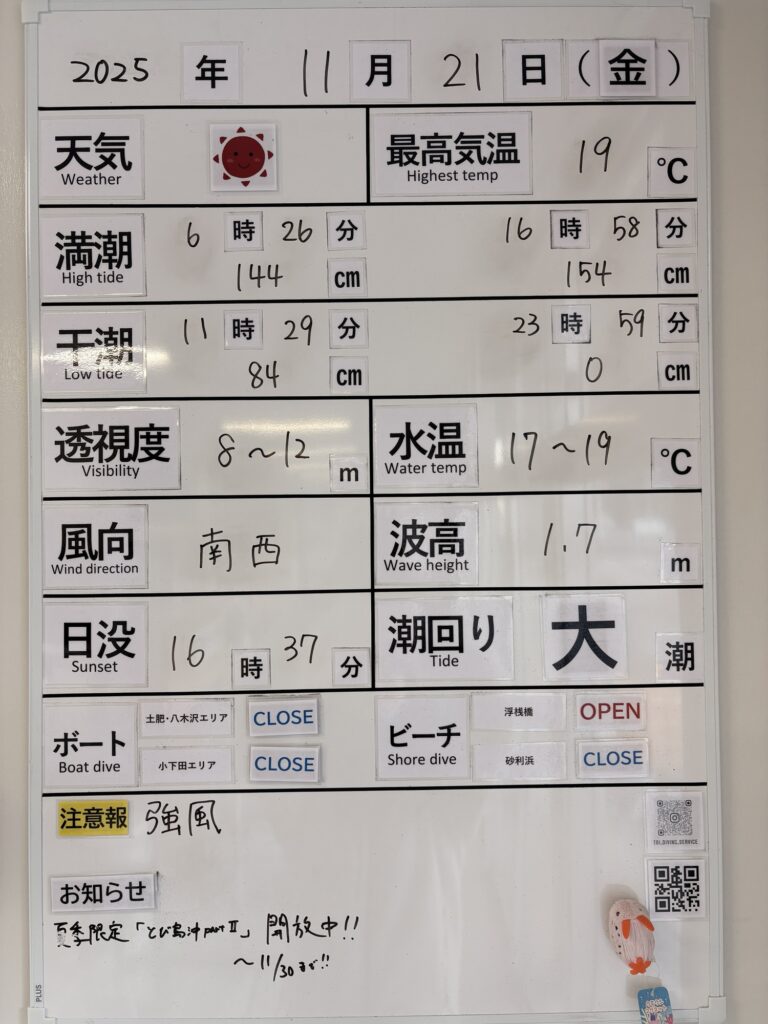 2025 年 11 月 21 日 (金)
天気 最高気温 19 ℃
Weather Highest temp
満潮 6 時 26 分 16 時 58 分
High tide 144 cm 154 cm
干潮 11 時 29 分 23 時 59 分
Low tide 84 cm 0 cm
透視度 8〜12 m 水温 17〜19 ℃
Visibility Water temp
風向 南西 波高 1.7 m
Wind direction Wave height
日没 16 時 37 分 潮回り 大 潮
Sunset Tide
ボート 土肥・八木沢エリア CLOSE ビーチ 浮桟橋 OPEN
Boat dive 小下田エリア CLOSE Shore dive 砂利浜 CLOSE
注意報 強風
TOI_DIVING_SERVICE
お知らせ
夏季限定「とび島沖partⅡ」開放中!!
〜11/30まで!!
PLUS